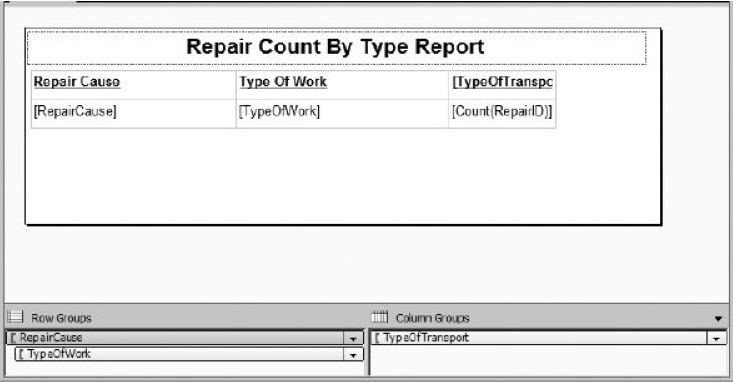 Repair Count By Type Report
Repair Cause Type Of Work [TypeOfTranspo
[RepairCause] [TypeOfWork] [Count(RepairID)]
Row Groups Column Groups
[ RepairCause [ TypeOfTransport
[ TypeOfWork